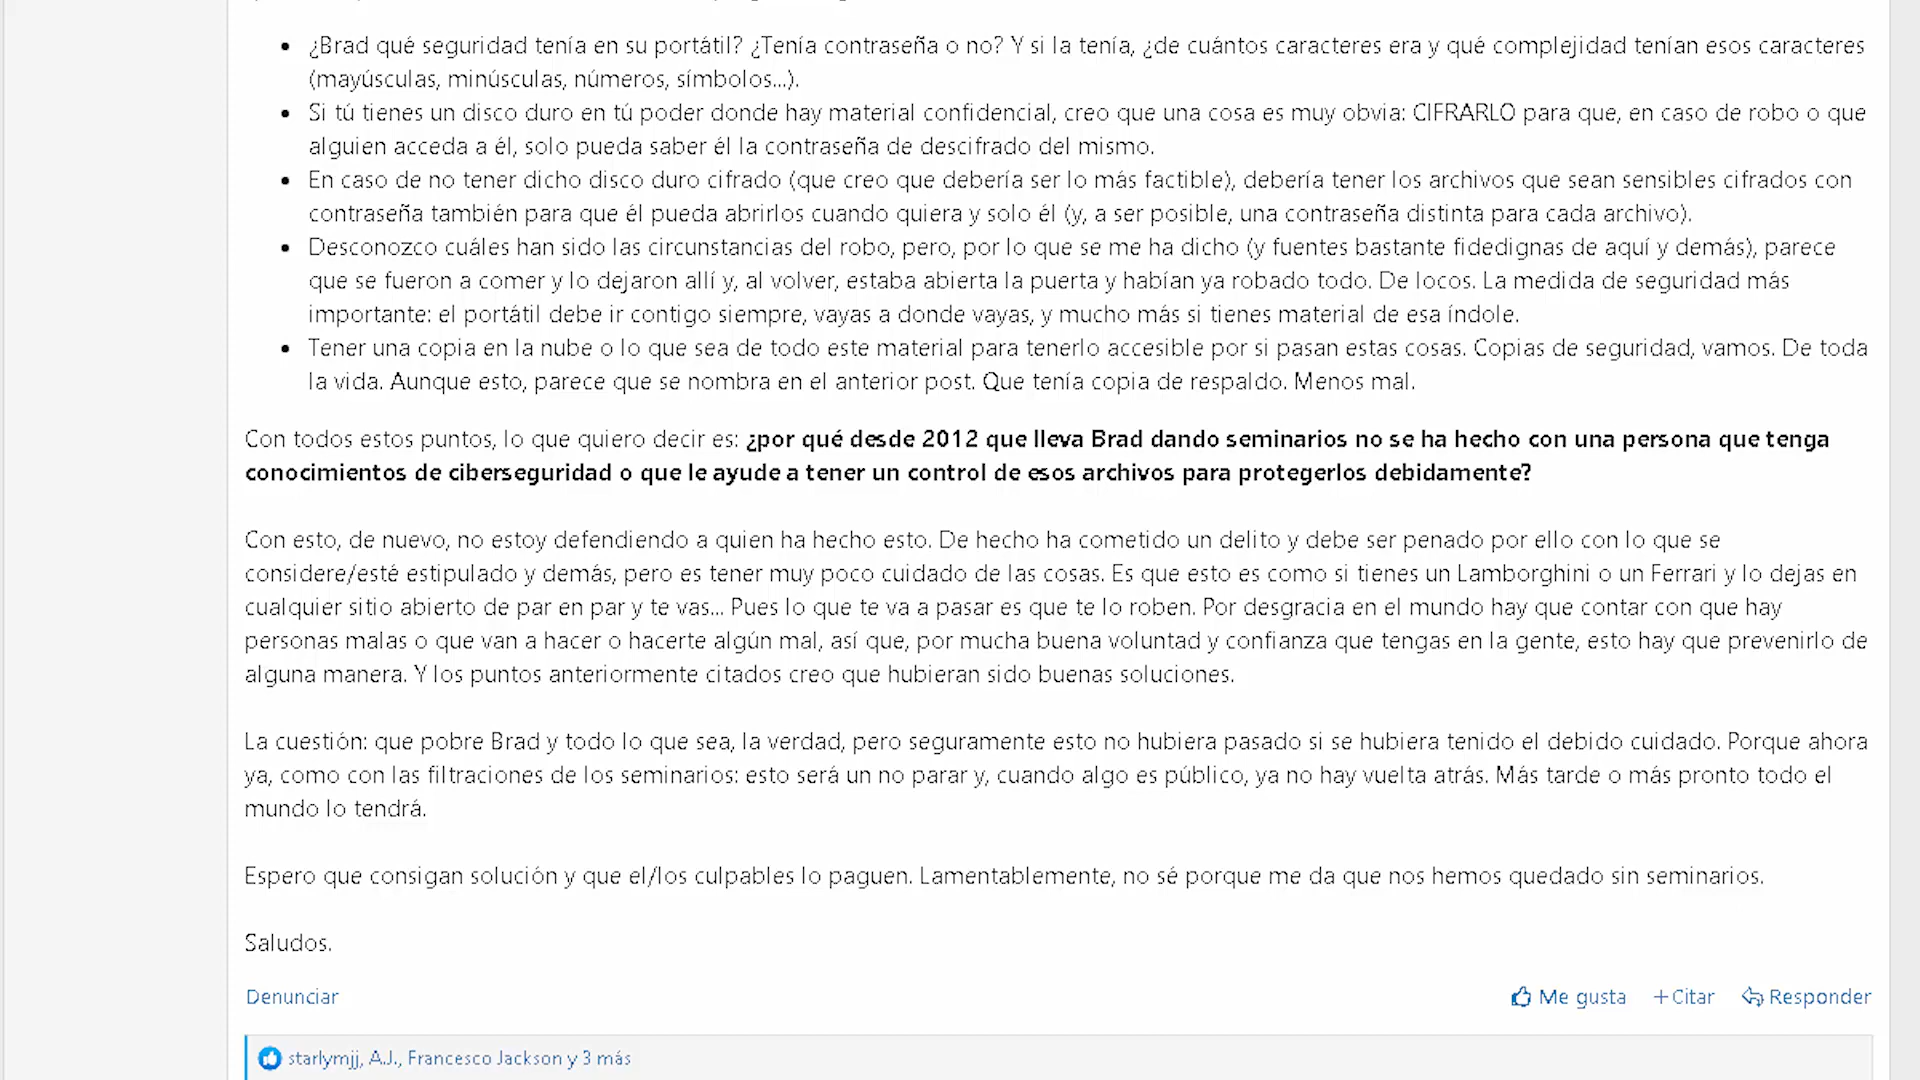 ¿Brad qué seguridad tenía en su portátil? ¿Tenía contraseña o no? Y si la tenía, ¿de cuántos caracteres era y qué complejidad tenían esos caracteres
(mayúsculas, minúsculas, números, símbolos...).
Si tú tienes un disco duro en tú poder donde hay material confidencial, creo que una cosa es muy obvia: CIFRARLO para que, en caso de robo o que
alguien acceda a él, solo pueda saber él la contraseña de descifrado del mismo.
En caso de no tener dicho disco duro cifrado (que creo que debería ser lo más factible), debería tener los archivos que sean sensibles cifrados con
contraseña también para que él pueda abrirlos cuando quiera y solo él (y, a ser posible, una contraseña distinta para cada archivo).
Desconozco cuáles han sido las circunstancias del robo, pero, por lo que se me ha dicho (y fuentes bastante fidedignas de aquí y demás), parece
que se fueron a comer y lo dejaron allí y, al volver, estaba abierta la puerta y habían ya robado todo. De locos. La medida de seguridad más
importante: el portátil debe ir contigo siempre, vayas a donde vayas, y mucho más si tienes material de esa índole.
Tener una copia en la nube o lo que sea de todo este material para tenerlo accesible por si pasan estas cosas. Copias de seguridad, vamos. De toda
la vida. Aunque esto, parece que se nombra en el anterior post. Que tenía copia de respaldo. Menos mal.
Con todos estos puntos, lo que quiero decir es: ¿por qué desde 2012 que lleva Brad dando seminarios no se ha hecho con una persona que tenga
conocimientos de ciberseguridad o que le ayude a tener un control de esos archivos para protegerlos debidamente?
Con esto, de nuevo, no estoy defendiendo a quien ha hecho esto. De hecho ha cometido un delito y debe ser penado por ello con lo que se
considere/esté estipulado y demás, pero es tener muy poco cuidado de las cosas. Es que esto es como si tienes un Lamborghini o un Ferrari y lo dejas en
cualquier sitio abierto de par en par y te vas... Pues lo que te va a pasar es que te lo roben. Por desgracia en el mundo hay que contar con que hay
personas malas o que van a hacer o hacerte algún mal, así que, por mucha buena voluntad y confianza que tengas en la gente, esto hay que prevenirlo de
alguna manera. Y los puntos anteriormente citados creo que hubieran sido buenas soluciones.
La cuestión: que pobre Brad y todo lo que sea, la verdad, pero seguramente esto no hubiera pasado si se hubiera tenido el debido cuidado. Porque ahora
ya, como con las filtraciones de los seminarios: esto será un no parar y, cuando algo es público, ya no hay vuelta atrás. Más tarde o más pronto todo el
mundo lo tendrá.
Espero que consigan solución y que el/los culpables lo paguen. Lamentablemente, no sé porque me da que nos hemos quedado sin seminarios.
Saludos.
Denunciar Me gusta +Citar Responder
starlymjj, A.J., Francesco Jackson y 3 más